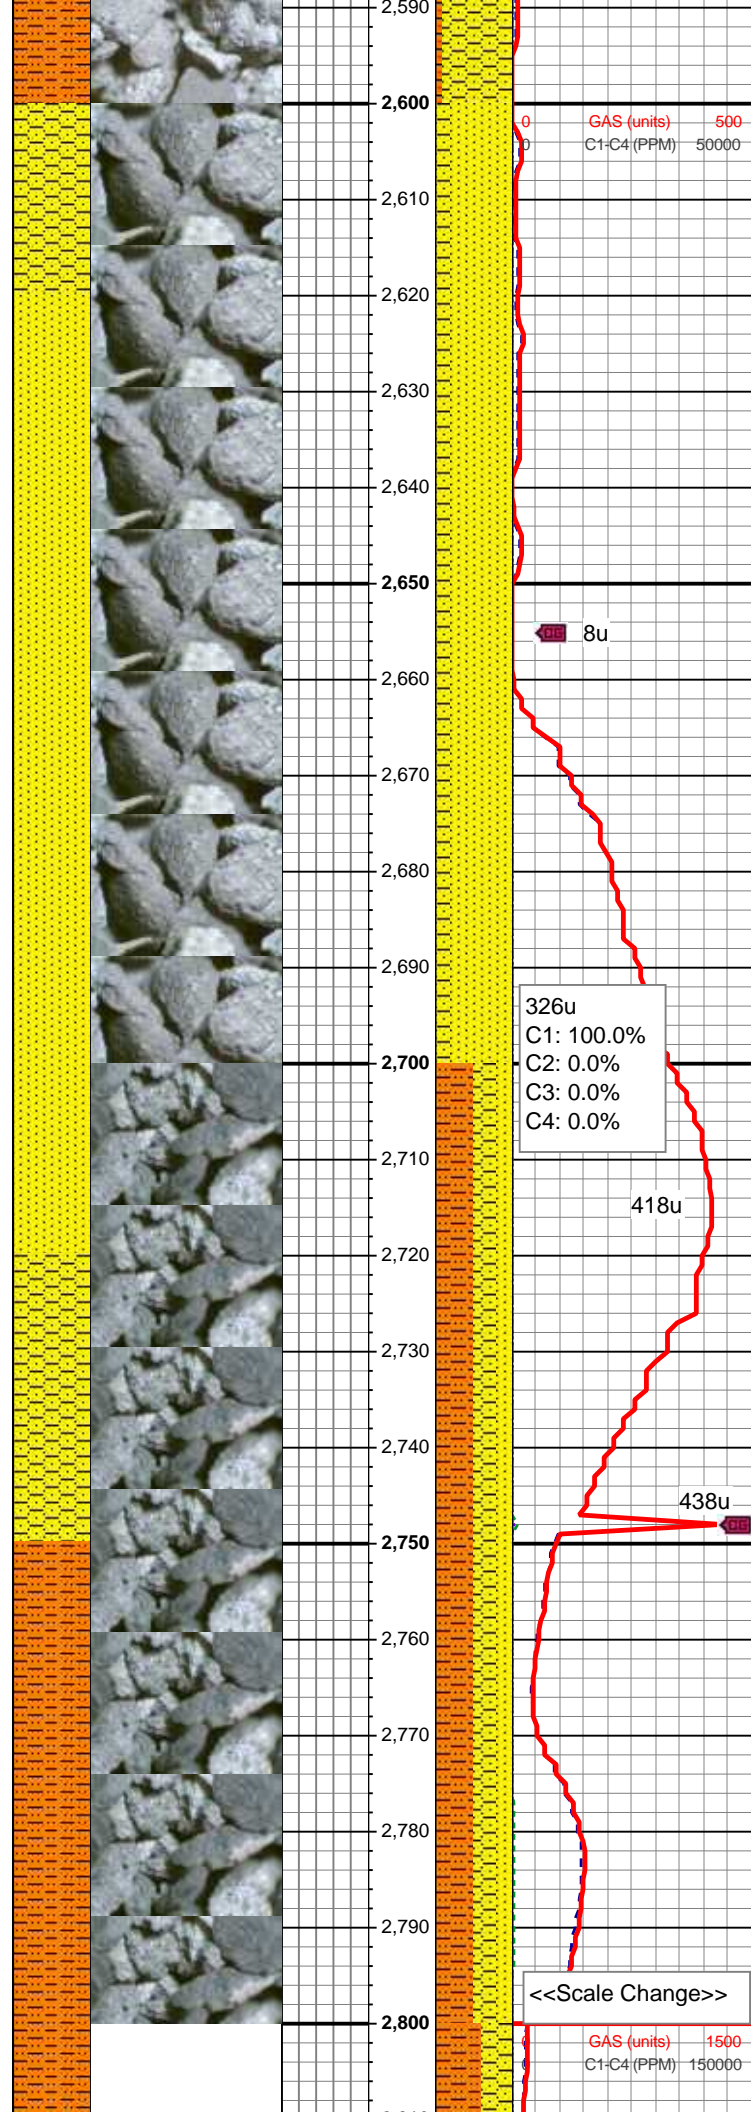 2,590
2,600
0 GAS (units) 500
0 C1-C4 (PPM) 50000
2,610
2,620
2,630
2,640
2,650
CG 8u
2,660
2,670
2,680
2,690
326u
C1: 100.0%
C2: 0.0%
C3: 0.0%
C4: 0.0%
2,700
2,710
418u
2,720
2,730
2,740
438u
CG
2,750
2,760
2,770
2,780
2,790
<<Scale Change>>
2,800
0 GAS (units) 1500
0 C1-C4 (PPM) 150000